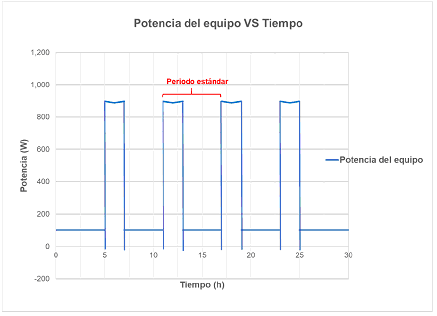 Potencia del equipo VS Tiempo
1,200
1,000
800
600
400
200
0
-200
Potencia (W)
Periodo estándar
0 5 10 15 20 25 30
Tiempo (h)
Potencia del equipo